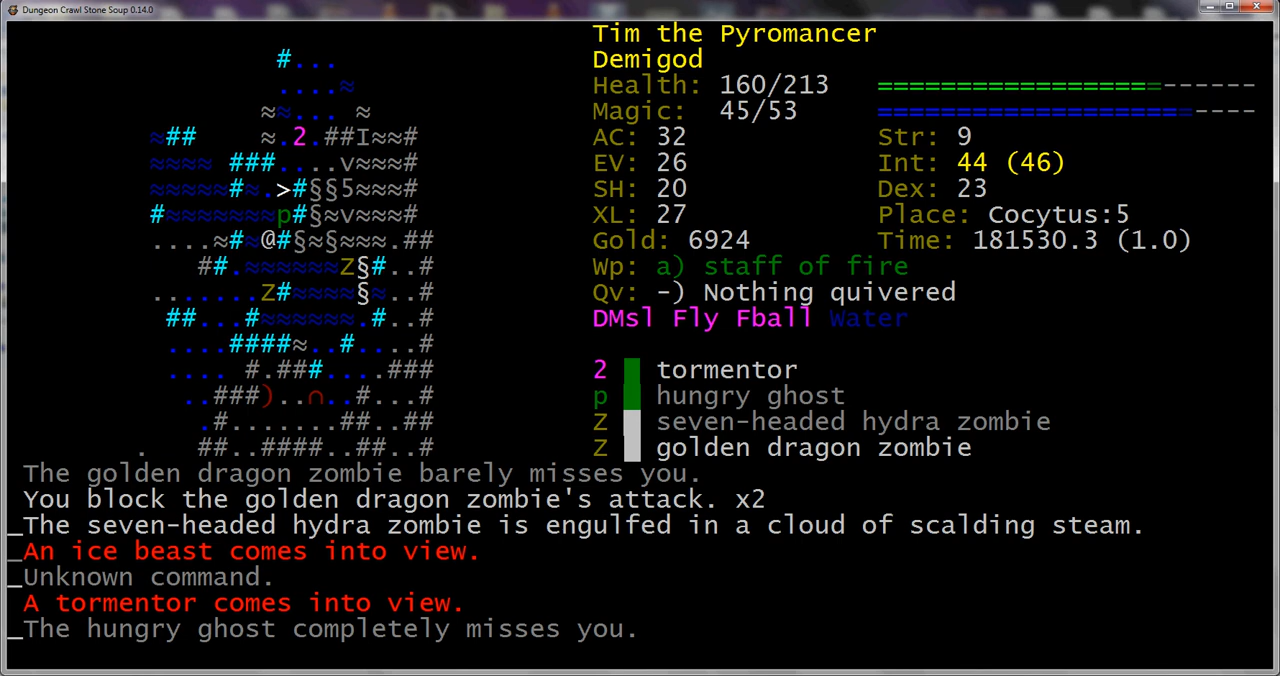 Dungeon Crawl Stone Soup 0.14.0
Tim the Pyromancer
Demigod
Health: 160/213 =================------
Magic: 45/53 ====================----
AC: 32 Str: 9
EV: 26 Int: 44 (46)
SH: 20 Dex: 23
XL: 27 Place: Cocytus:5
Gold: 6924 Time: 181530.3 (1.0)
Wp: a) staff of fire
Qv: -) Nothing quivered
DMsl Fly Fball Water
2 tormentor
p hungry ghost
Z seven-headed hydra zombie
Z golden dragon zombie
#...
....≈
≈≈... ≈
≈## ≈.2.##I≈≈#
≈≈≈≈ ###....v≈≈≈#
≈≈≈≈≈#≈.>#§§5≈≈≈#
#≈≈≈≈≈≈≈p#§≈v≈≈≈#
....≈#≈@#§≈§≈≈≈.##
##.≈≈≈≈≈≈Z§#..#
........Z#≈≈≈≈§≈..#
##...#≈≈≈≈≈≈.#..#
....####≈..#....#
.... #.###....###
..###)..∩..#...#
.#.......##..##
. ##..####..##..#
The golden dragon zombie barely misses you.
You block the golden dragon zombie's attack. x2
_The seven-headed hydra zombie is engulfed in a cloud of scalding steam.
_An ice beast comes into view.
_Unknown command.
A tormentor comes into view.
_The hungry ghost completely misses you.